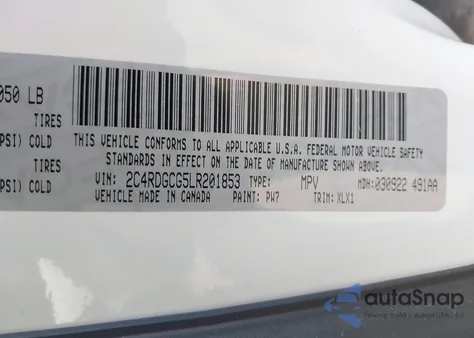 050 LB
TIRES
PSI) COLD
TIRES
PSI) COLD
THIS VEHICLE CONFORMS TO ALL APPLICABLE U.S.A. FEDERAL MOTOR VEHICLE SAFETY
STANDARDS IN EFFECT ON THE DATE OF MANUFACTURE SHOWN ABOVE.
VIN: 2C4RDGCG5LR201853 TYPE: MPV MDH: 030922 491AA
VEHICLE MADE IN CANADA PAINT: PW7 TRIM: XLX1
autaSnap